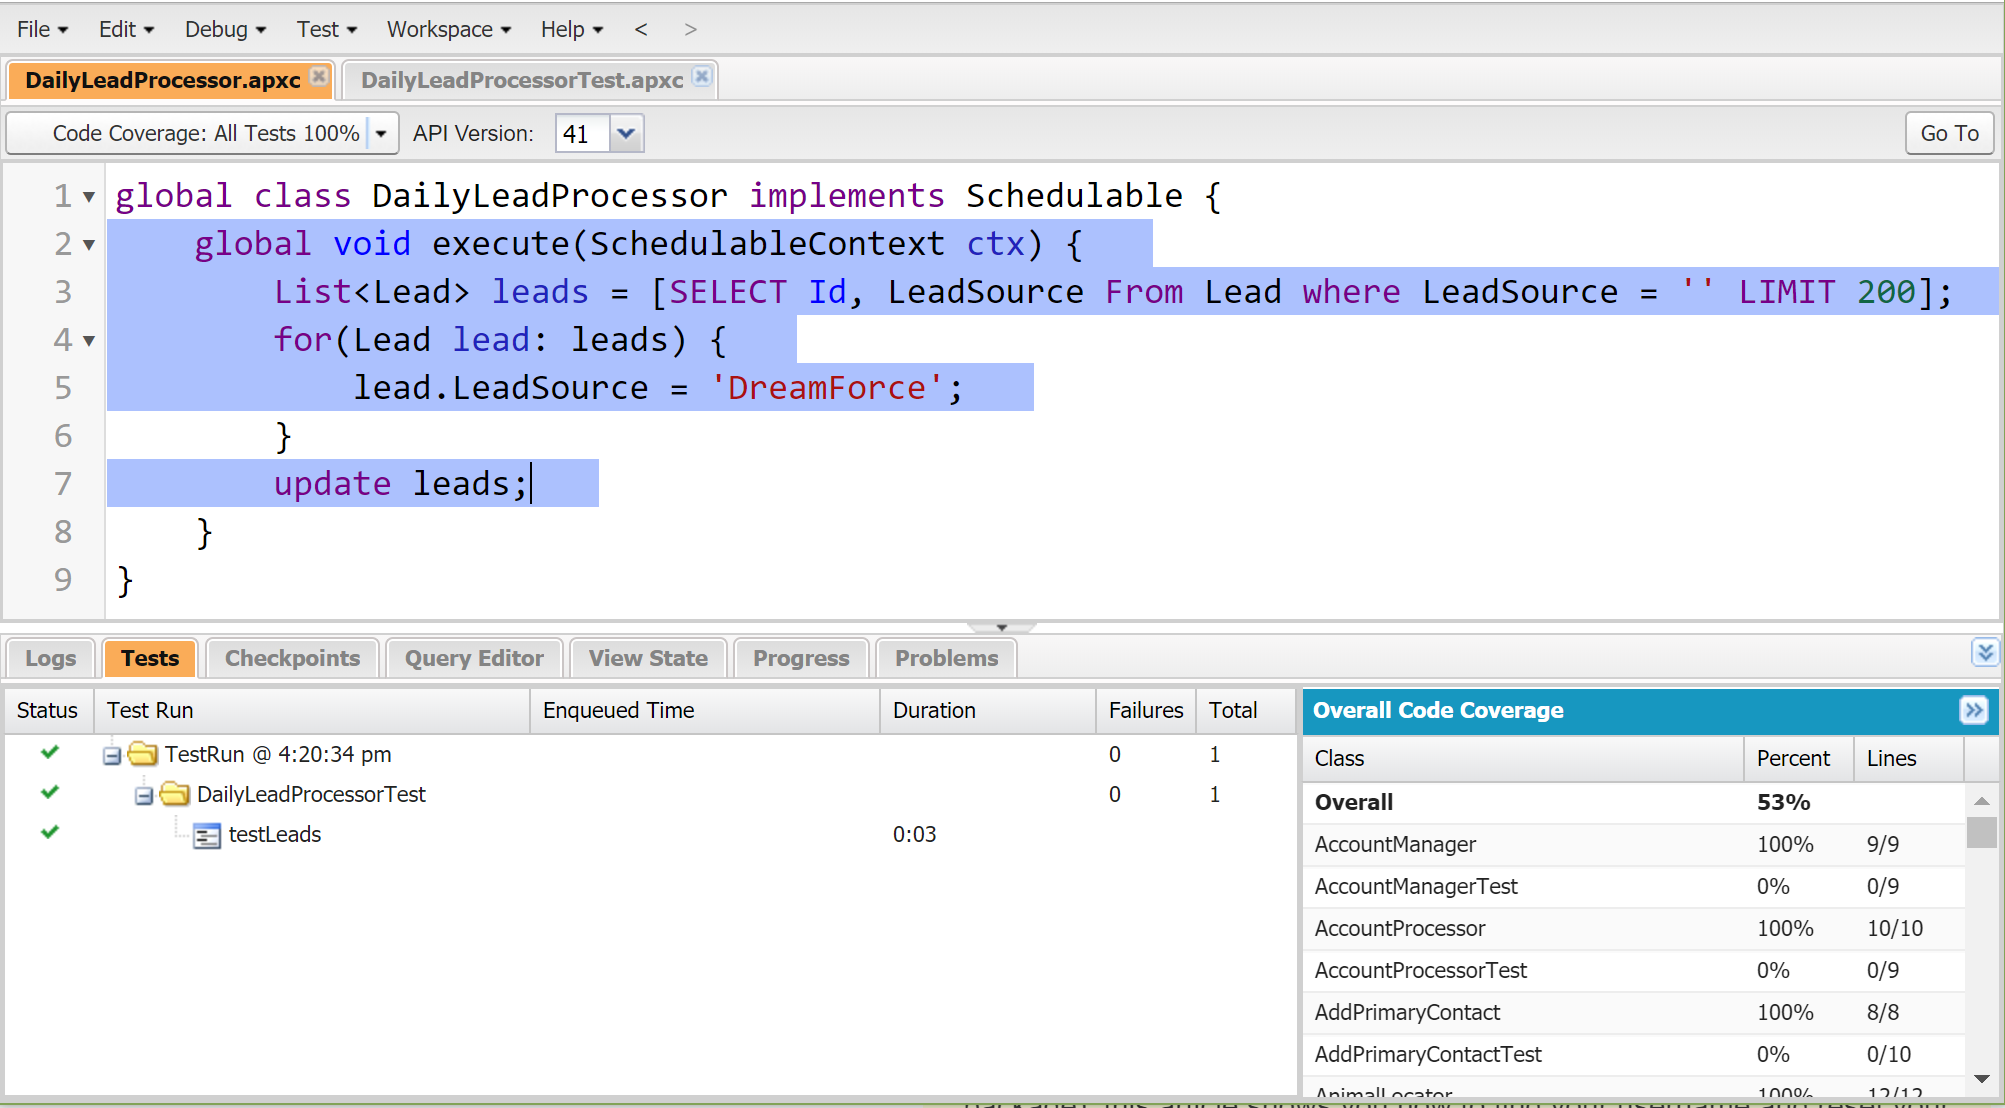 File Edit Debug Test Workspace Help < >
DailyLeadProcessor.apxc DailyLeadProcessorTest.apxc
Code Coverage: All Tests 100% API Version: 41 Go To
1 global class DailyLeadProcessor implements Schedulable {
2 global void execute(SchedulableContext ctx) {
3 List<Lead> leads = [SELECT Id, LeadSource From Lead where LeadSource = '' LIMIT 200];
4 for(Lead lead: leads) {
5 lead.LeadSource = 'DreamForce';
6 }
7 update leads;
8 }
9 }
Logs Tests Checkpoints Query Editor View State Progress Problems
Status Test Run Enqueued Time Duration Failures Total
TestRun @ 4:20:34 pm 0 1
DailyLeadProcessorTest 0 1
testLeads 0:03
Overall Code Coverage
Class Percent Lines
Overall 53%
AccountManager 100% 9/9
AccountManagerTest 0% 0/9
AccountProcessor 100% 10/10
AccountProcessorTest 0% 0/9
AddPrimaryContact 100% 8/8
AddPrimaryContactTest 0% 0/10
AnimalLocator 100% 12/12